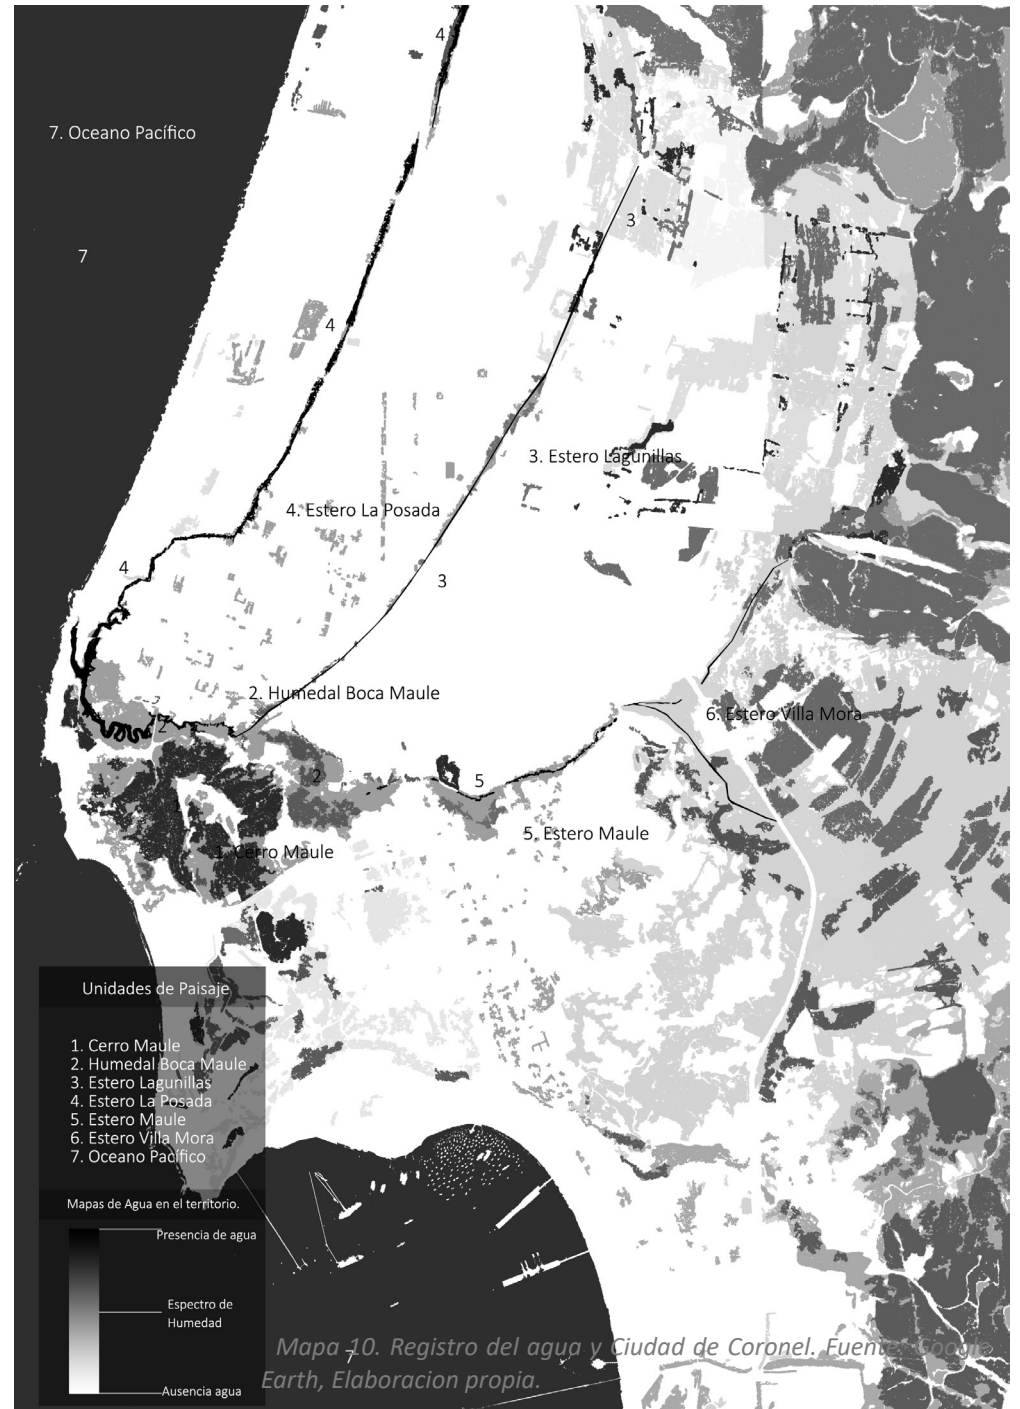 4
7. Oceano Pacífico
3
7
4
3. Estero Lagunillas
4. Estero La Posada
4
3
2. Humedal Boca Maule
6. Estero Villa Mora
2
2
5
5. Estero Maule
1
1. Cerro Maule
Unidades de Paisaje
1. Cerro Maule
2. Humedal Boca Maule
3. Estero Lagunillas
4. Estero La Posada
5. Estero Maule
6. Estero Villa Mora
7. Oceano Pacífico
Mapas de Agua en el territorio.
Presencia de agua
Espectro de
Humedad
Ausencia agua
7
Mapa 10. Registro del agua y Ciudad de Coronel. Fuente: Google
Earth, Elaboracion propia.